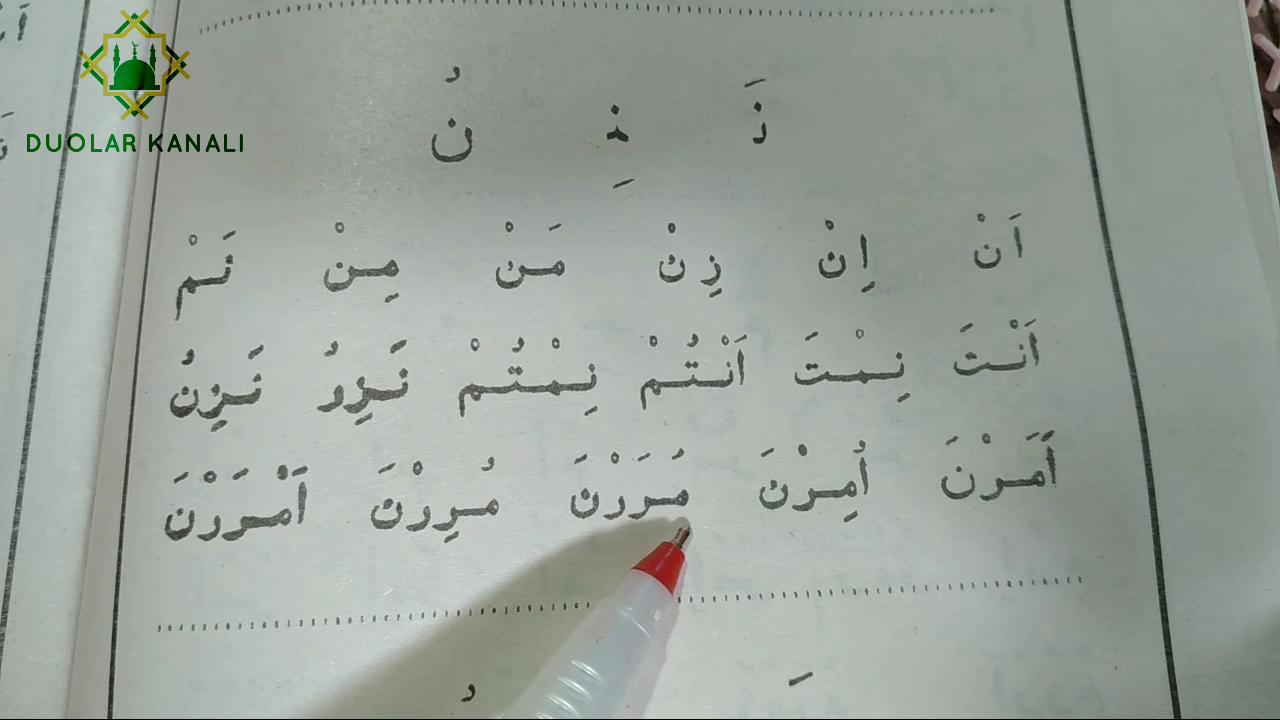 DUOLAR KANALI
نَ نِ نُ
اَنْ اِنْ زِنْ مَنْ مِنْ نَمْ
اَنْتَ نِمْتَ اَنْتُمْ نِمْتُمْ نَزِرُ نَزِنُ
اَمَرْنَ اُمِرْنَ مُرَرْنَ مُرِرْنَ اَمْرَرْنَ